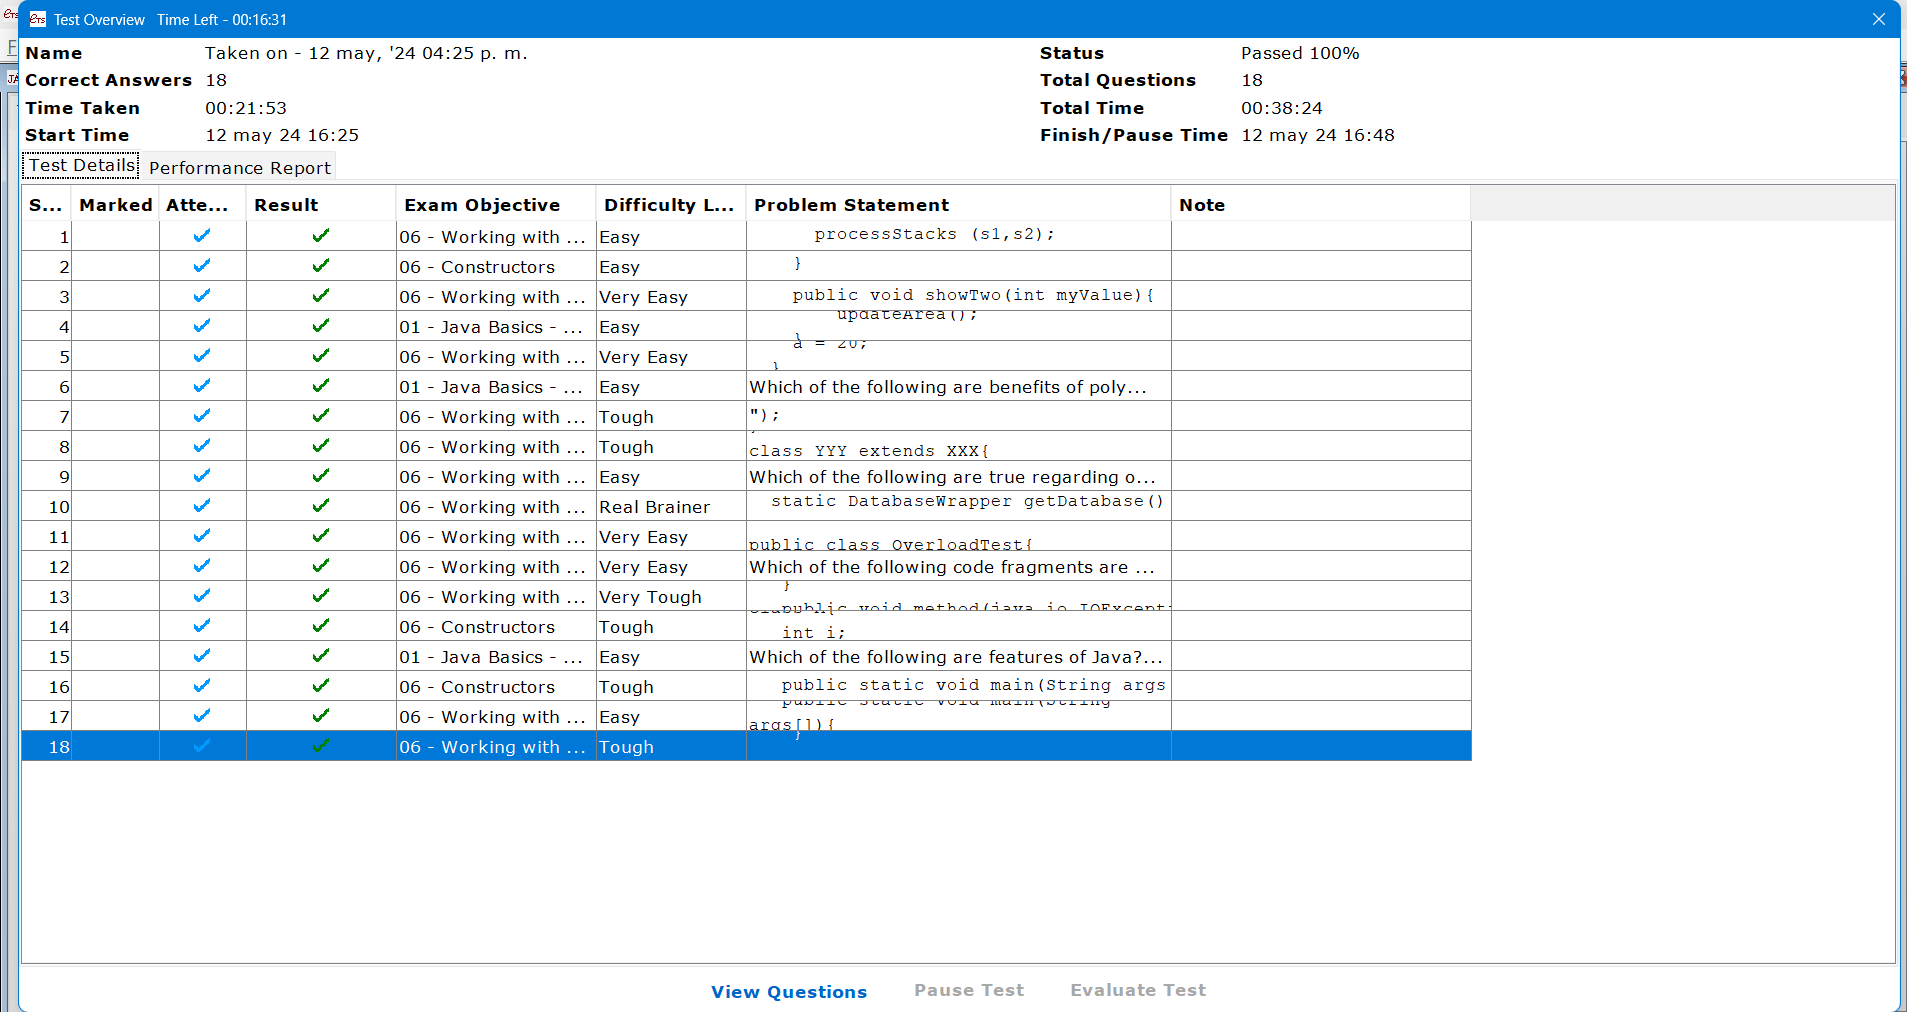 ets Test Overview Time Left - 00:16:31
Name Taken on - 12 may, '24 04:25 p. m. Status Passed 100%
Correct Answers 18 Total Questions 18
Time Taken 00:21:53 Total Time 00:38:24
Start Time 12 may 24 16:25 Finish/Pause Time 12 may 24 16:48
Test Details Performance Report
S... Marked Atte... Result Exam Objective Difficulty L... Problem Statement Note
1 06 - Working with ... Easy processStacks (s1,s2);
2 06 - Constructors Easy }
3 06 - Working with ... Very Easy public void showTwo(int myValue){
4 01 - Java Basics - ... Easy updateArea();
5 06 - Working with ... Very Easy a = 20;
6 01 - Java Basics - ... Easy Which of the following are benefits of poly...
7 06 - Working with ... Tough ");
8 06 - Working with ... Tough class YYY extends XXX{
9 06 - Working with ... Easy Which of the following are true regarding o...
10 06 - Working with ... Real Brainer static DatabaseWrapper getDatabase()
11 06 - Working with ... Very Easy public class OverloadTest{
12 06 - Working with ... Very Easy Which of the following code fragments are ...
13 06 - Working with ... Very Tough }
public void method(java.io.IOExcept
14 06 - Constructors Tough int i;
15 01 - Java Basics - ... Easy Which of the following are features of Java?...
16 06 - Constructors Tough public static void main(String args
17 06 - Working with ... Easy public static void main(String
args[]){
18 06 - Working with ... Tough }
View Questions Pause Test Evaluate Test